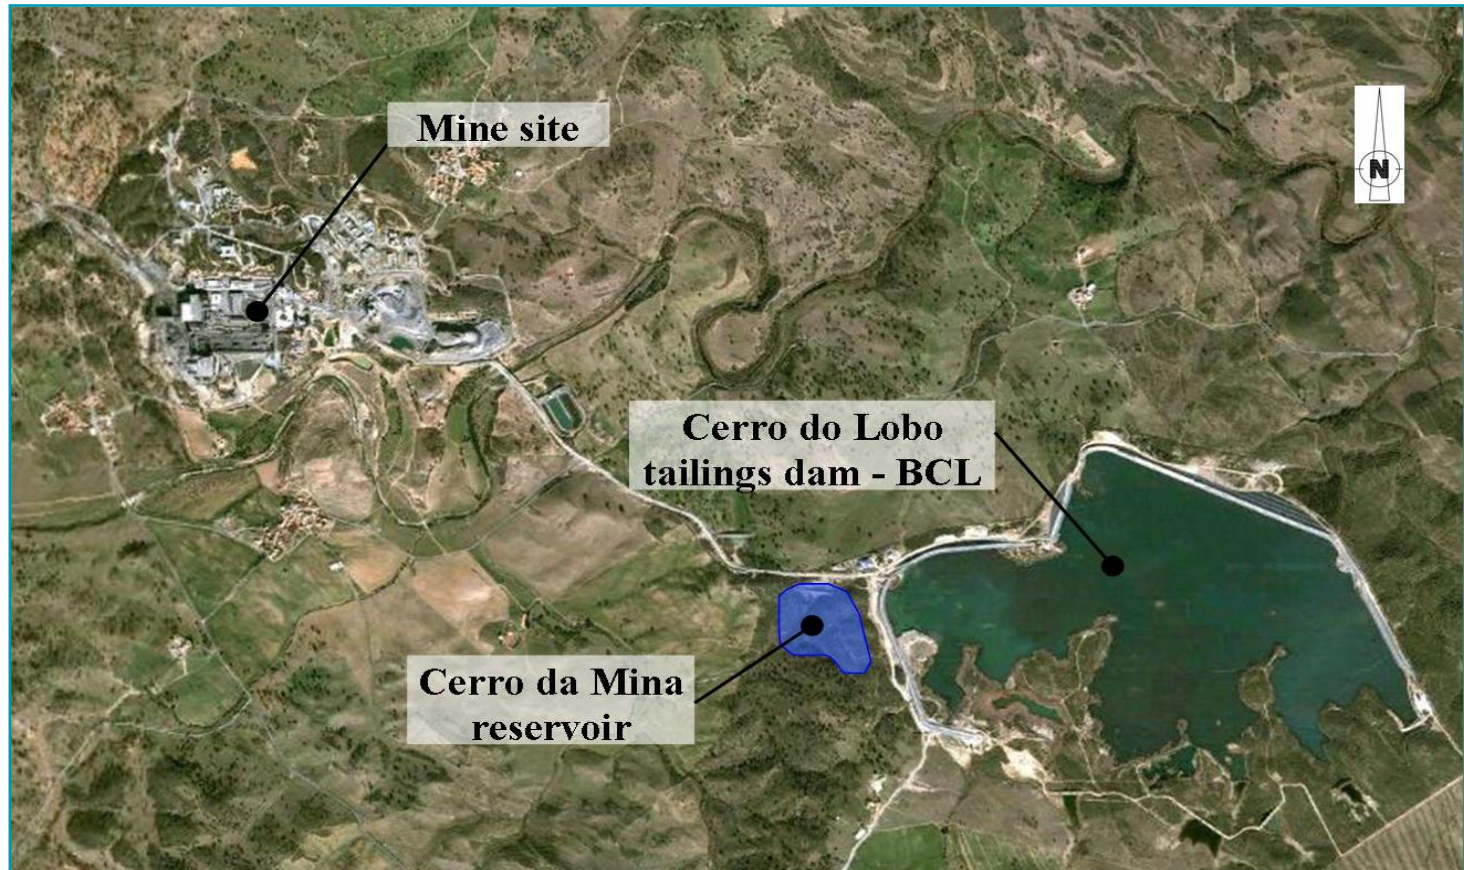 Mine site
N
Cerro do Lobo
tailings dam - BCL
Cerro da Mina
reservoir